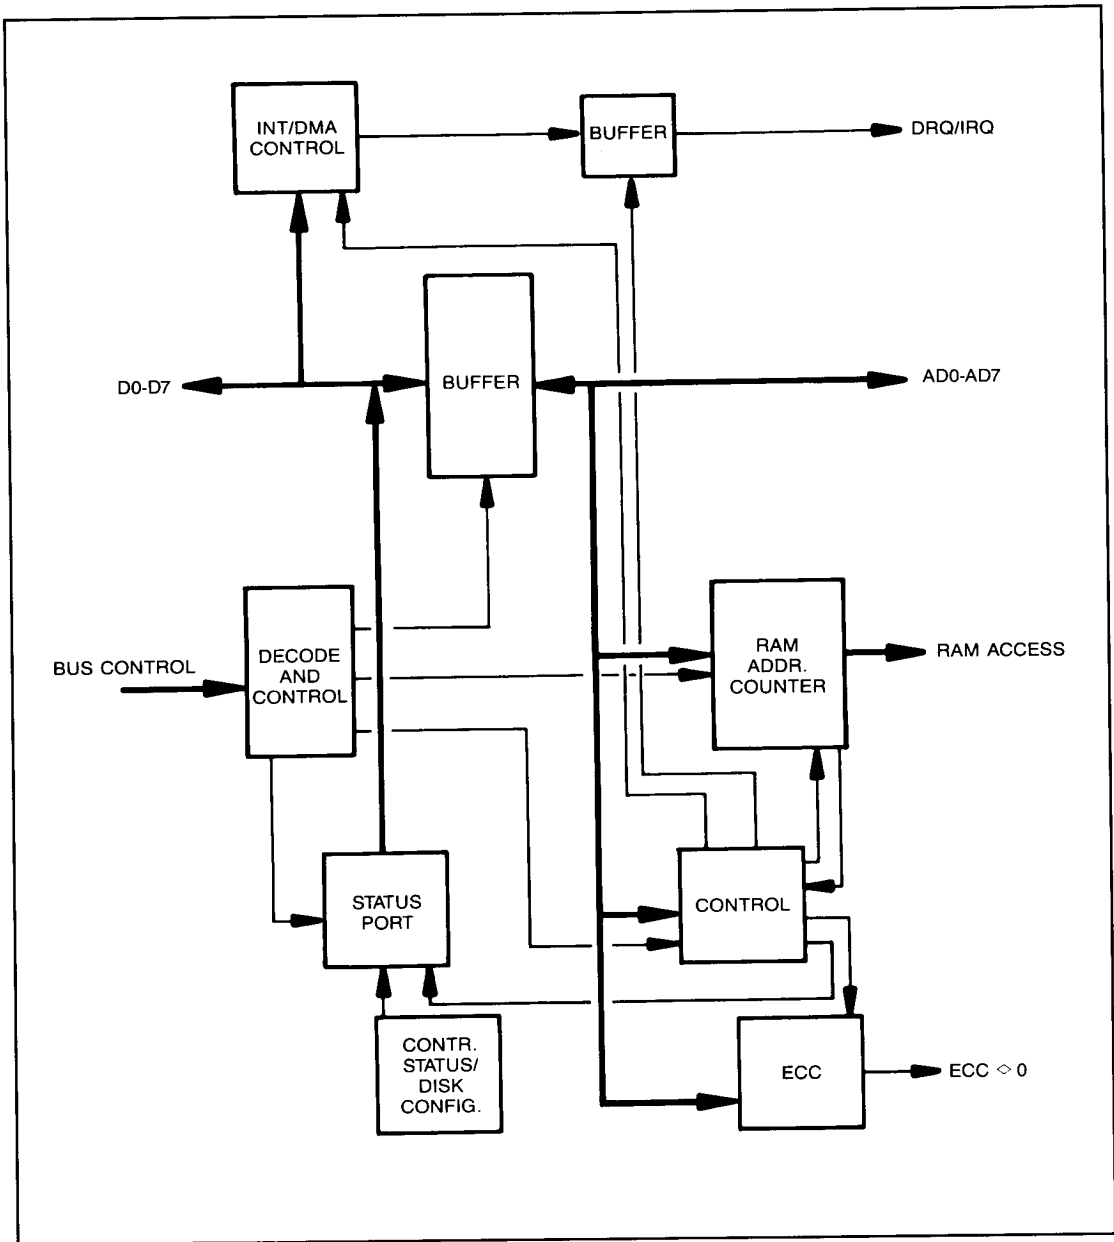 INT/DMA
CONTROL
BUFFER
DRQ/IRQ
D0-D7
BUFFER
AD0-AD7
BUS CONTROL
DECODE
AND
CONTROL
RAM
ADDR.
COUNTER
RAM ACCESS
STATUS
PORT
CONTROL
CONTR.
STATUS/
DISK
CONFIG.
ECC
ECC <> 0